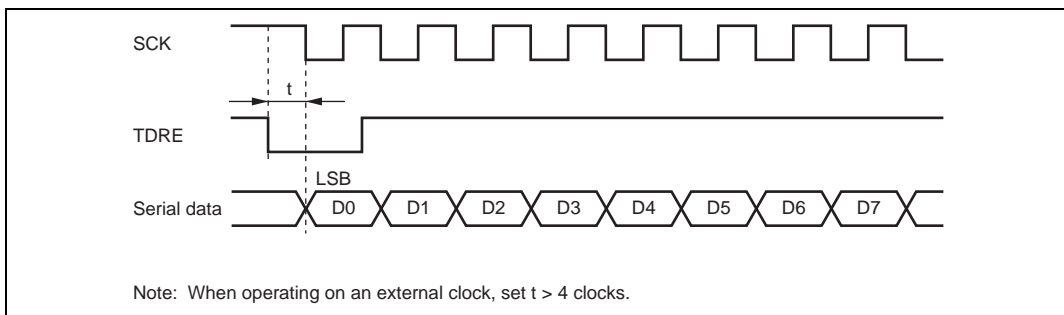 SCK
t
TDRE
LSB
Serial data D0 D1 D2 D3 D4 D5 D6 D7
Note: When operating on an external clock, set t > 4 clocks.